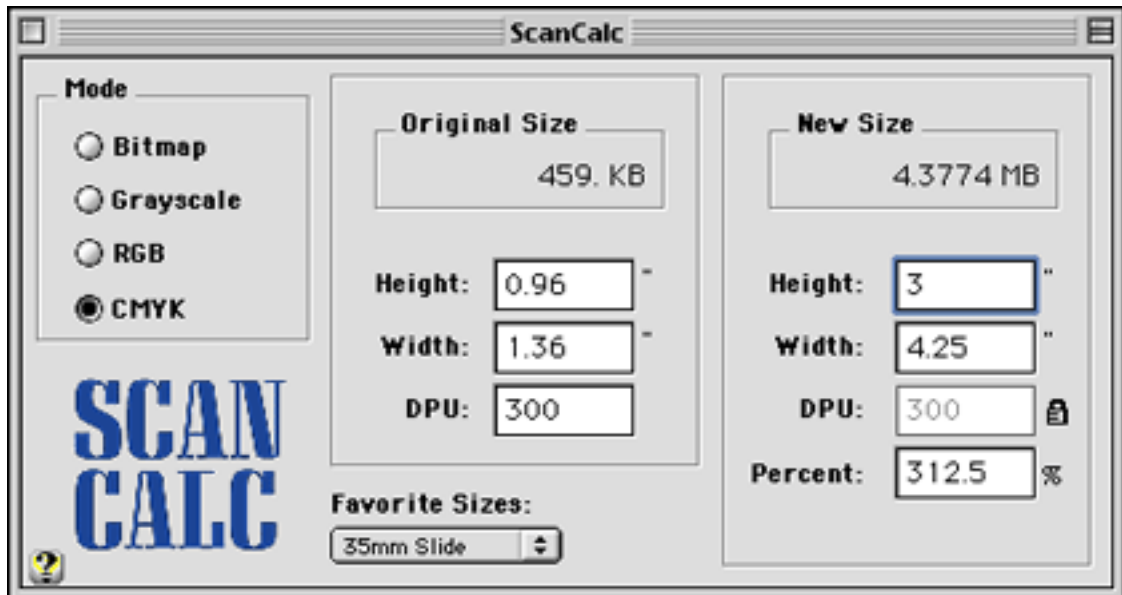 ScanCalc
Mode
Bitmap
Grayscale
RGB
CMYK
SCAN
CALC
?
Original Size
459. KB
Height: 0.96 "
Width: 1.36 "
DPU: 300
Favorite Sizes:
35mm Slide
New Size
4.3774 MB
Height: 3 "
Width: 4.25 "
DPU: 300
Percent: 312.5 %